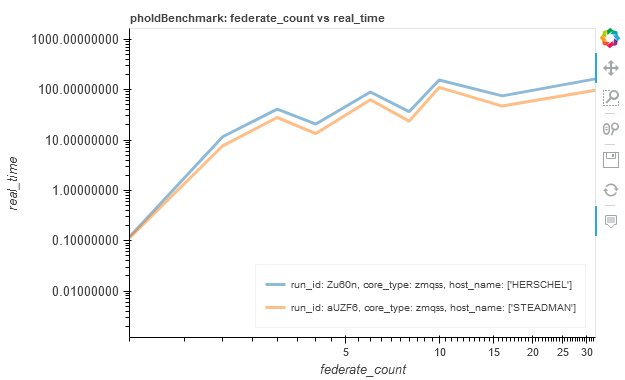 pholdBenchmark: federate_count vs real_time
1000.00000000
100.00000000
10.00000000
1.00000000
0.10000000
0.01000000
real_time
run_id: Zu60n, core_type: zmqss, host_name: ['HERSCHEL']
run_id: aUZF6, core_type: zmqss, host_name: ['STEADMAN']
5 10 15 20 25 30
federate_count